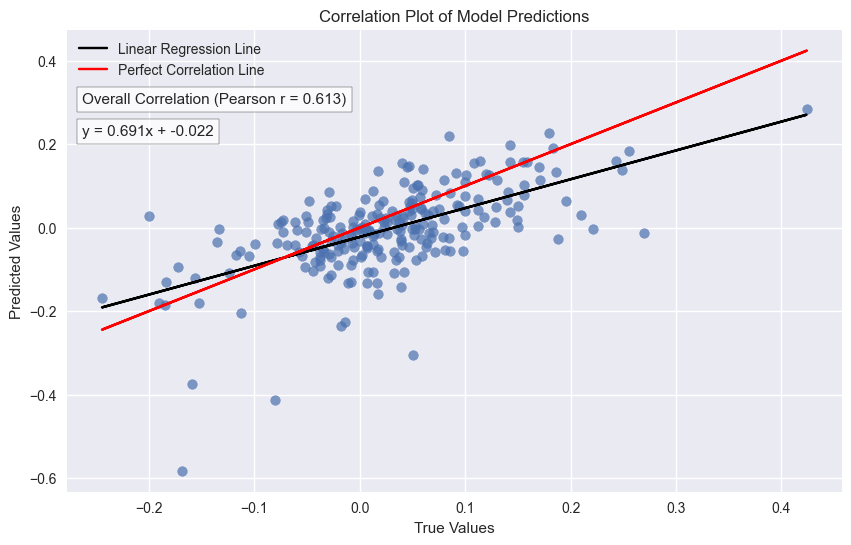 Correlation Plot of Model Predictions
Linear Regression Line
Perfect Correlation Line
Overall Correlation (Pearson r = 0.613)
y = 0.691x + -0.022
Predicted Values
0.4
0.2
0.0
−0.2
−0.4
−0.6
−0.2
−0.1
0.0
0.1
0.2
0.3
0.4
True Values